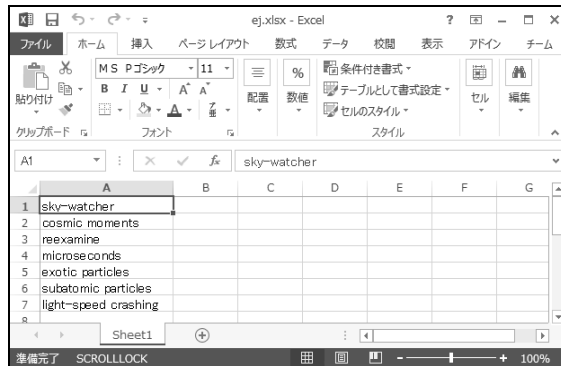 ej.xlsx - Excel
ファイル ホーム 挿入 ページ レイアウト 数式 データ 校閲 表示 アドイン チーム
貼り付け
クリップボード
MS Pゴシック 11
B I U A A
A 亜
フォント
配置
%
数値
条件付き書式
テーブルとして書式設定
セルのスタイル
スタイル
セル
編集
A1 fx sky-watcher
A B C D E F G
1 sky-watcher
2 cosmic moments
3 reexamine
4 microseconds
5 exotic particles
6 subatomic particles
7 light-speed crashing
8
Sheet1
準備完了 SCROLLLOCK 100%